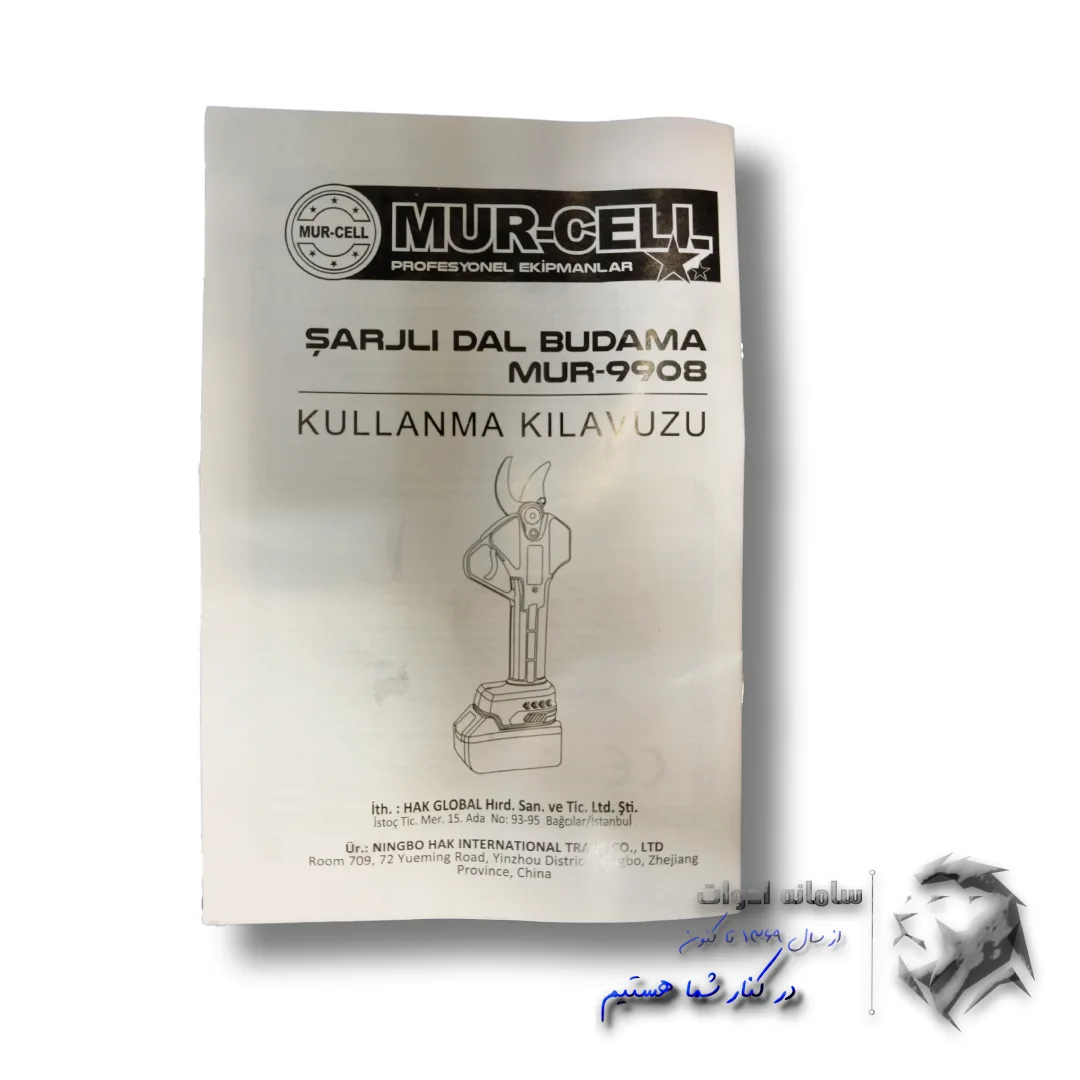 MUR-CELL
MUR-CELL
PROFESYONEL EKİPMANLAR
ŞARJLI DAL BUDAMA
MUR-9908
KULLANMA KILAVUZU
İth. : HAK GLOBAL Hırd. San. ve Tic. Ltd. Şti.
İstoç Tic. Mer. 15. Ada No: 93-95 Bağcılar/İstanbul
Ür.: NINGBO HAK INTERNATIONAL CO., LTD
Room 709, 72 Yueming Road, Yinzhou Zhejiang
Province, China
سامانه ادوات
از سال ۱۳۶۹ تا کنون
در کنار شما هستیم